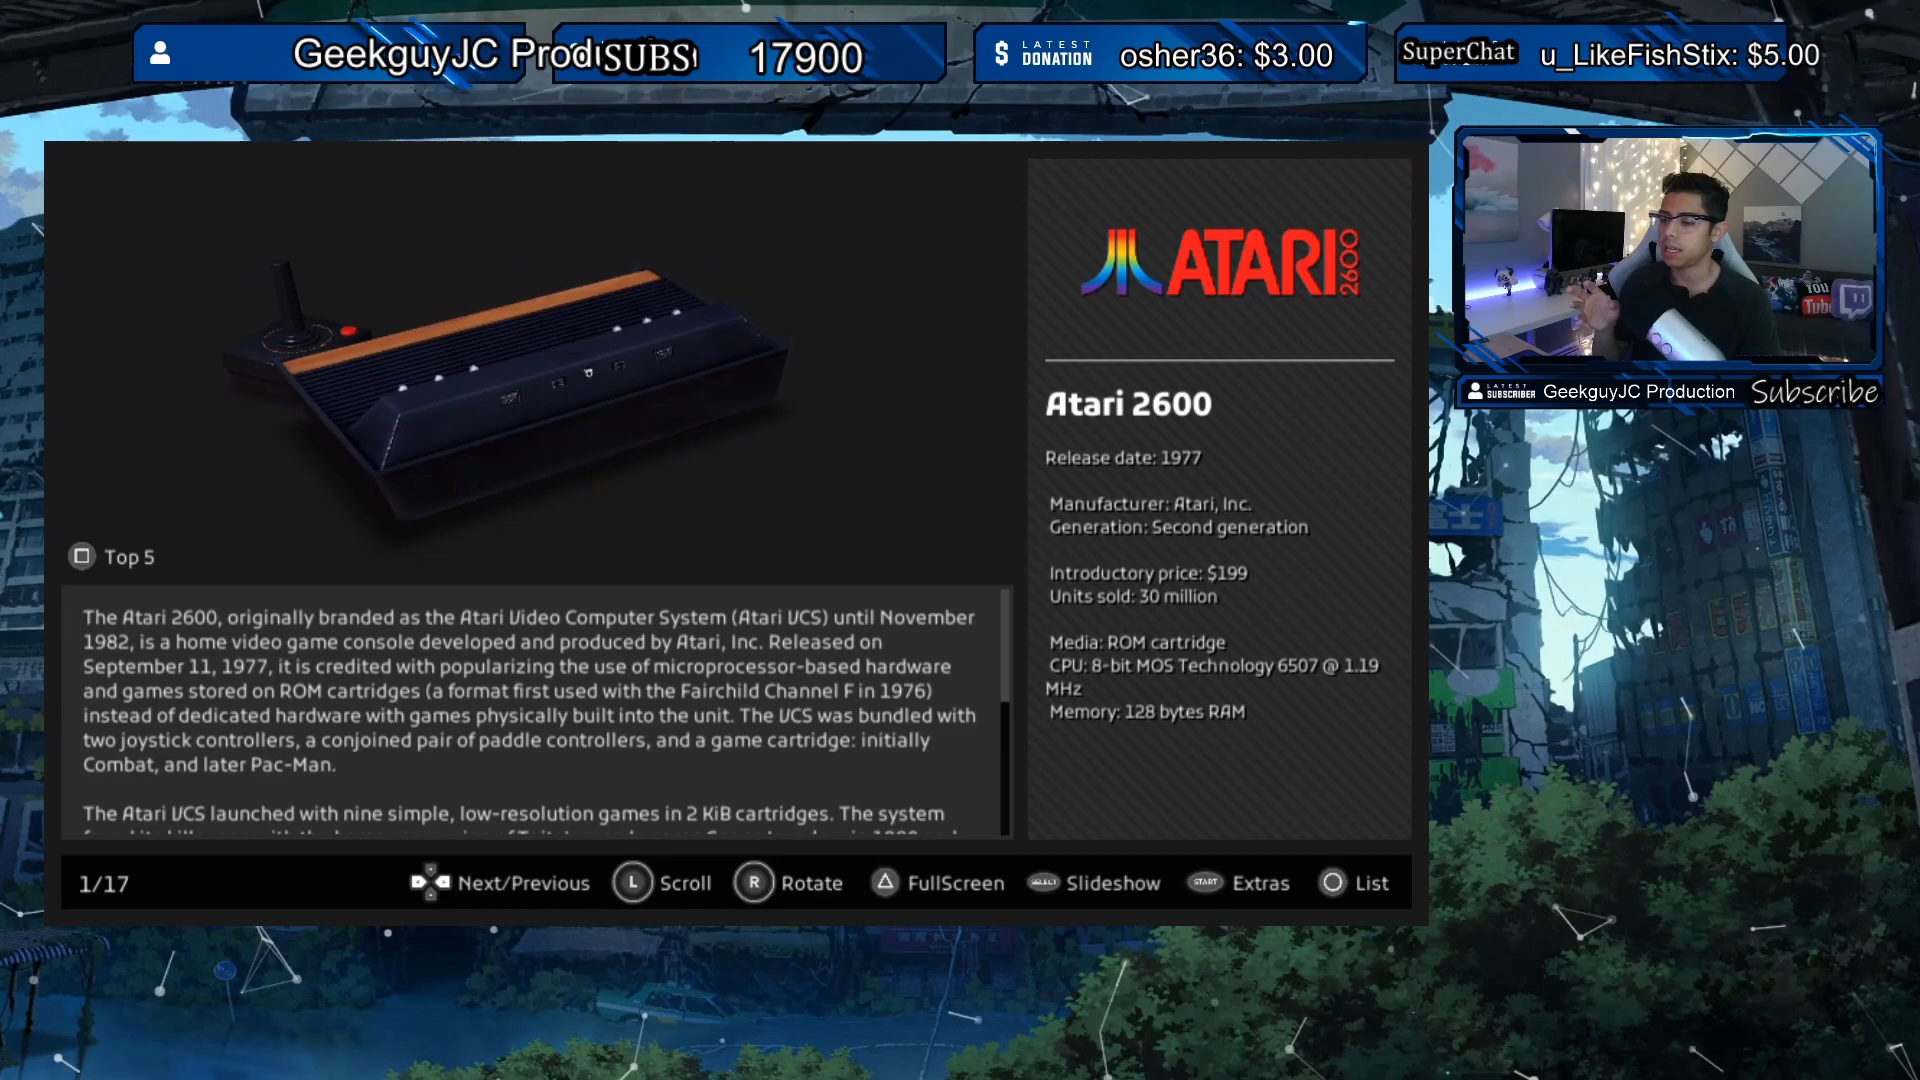 GeekguyJC Produ
SUBS
17900
$ LATEST DONATION
osher36: $3.00
SuperChat
u_LikeFishStix: $5.00
ATARI 2600
You
Tub
LATEST SUBSCRIBER GeekguyJC Production
Subscribe
Atari 2600
Release date: 1977
Manufacturer: Atari, Inc.
Generation: Second generation
Introductory price: $199
Units sold: 30 million
Media: ROM cartridge
CPU: 8-bit MOS Technology 6507 @ 1.19
MHz
Memory: 128 bytes RAM
Top 5
The Atari 2600, originally branded as the Atari Video Computer System (Atari VCS) until November
1982, is a home video game console developed and produced by Atari, Inc. Released on
September 11, 1977, it is credited with popularizing the use of microprocessor-based hardware
and games stored on ROM cartridges (a format first used with the Fairchild Channel F in 1976)
instead of dedicated hardware with games physically built into the unit. The VCS was bundled with
two joystick controllers, a conjoined pair of paddle controllers, and a game cartridge: initially
Combat, and later Pac-Man.
The Atari VCS launched with nine simple, low-resolution games in 2 KiB cartridges. The system
1/17
Next/Previous
L Scroll
R Rotate
FullScreen
SELECT Slideshow
START Extras
List